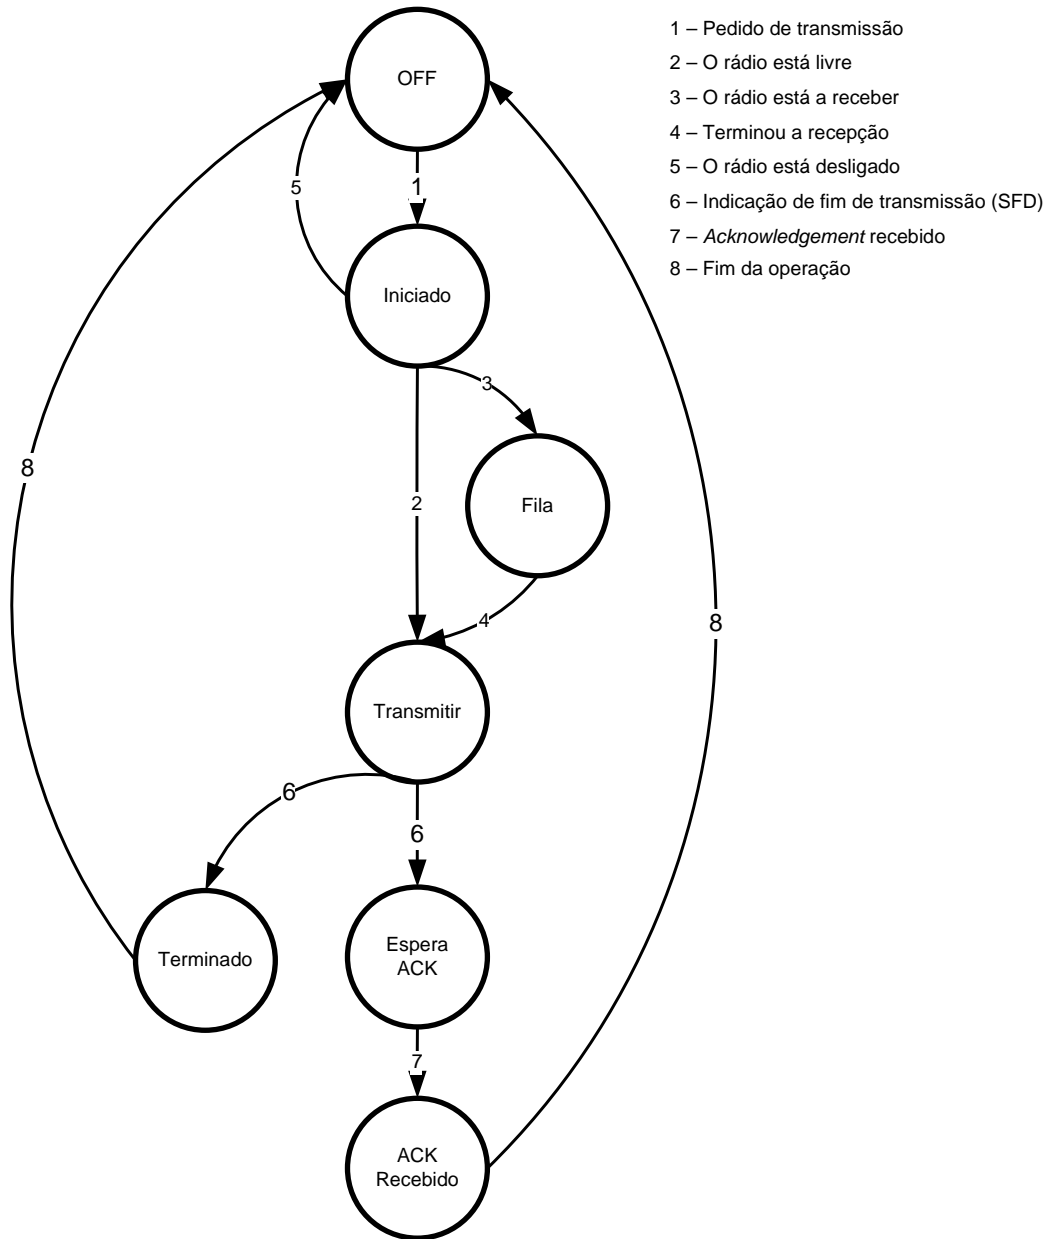 OFF
1 – Pedido de transmissão
2 – O rádio está livre
3 – O rádio está a receber
4 – Terminou a recepção
5 – O rádio está desligado
6 – Indicação de fim de transmissão (SFD)
7 – Acknowledgement recebido
8 – Fim da operação
1
5
Iniciado
3
8
2
Fila
4
8
Transmitir
6
6
Terminado
Espera
ACK
7
ACK
Recebido